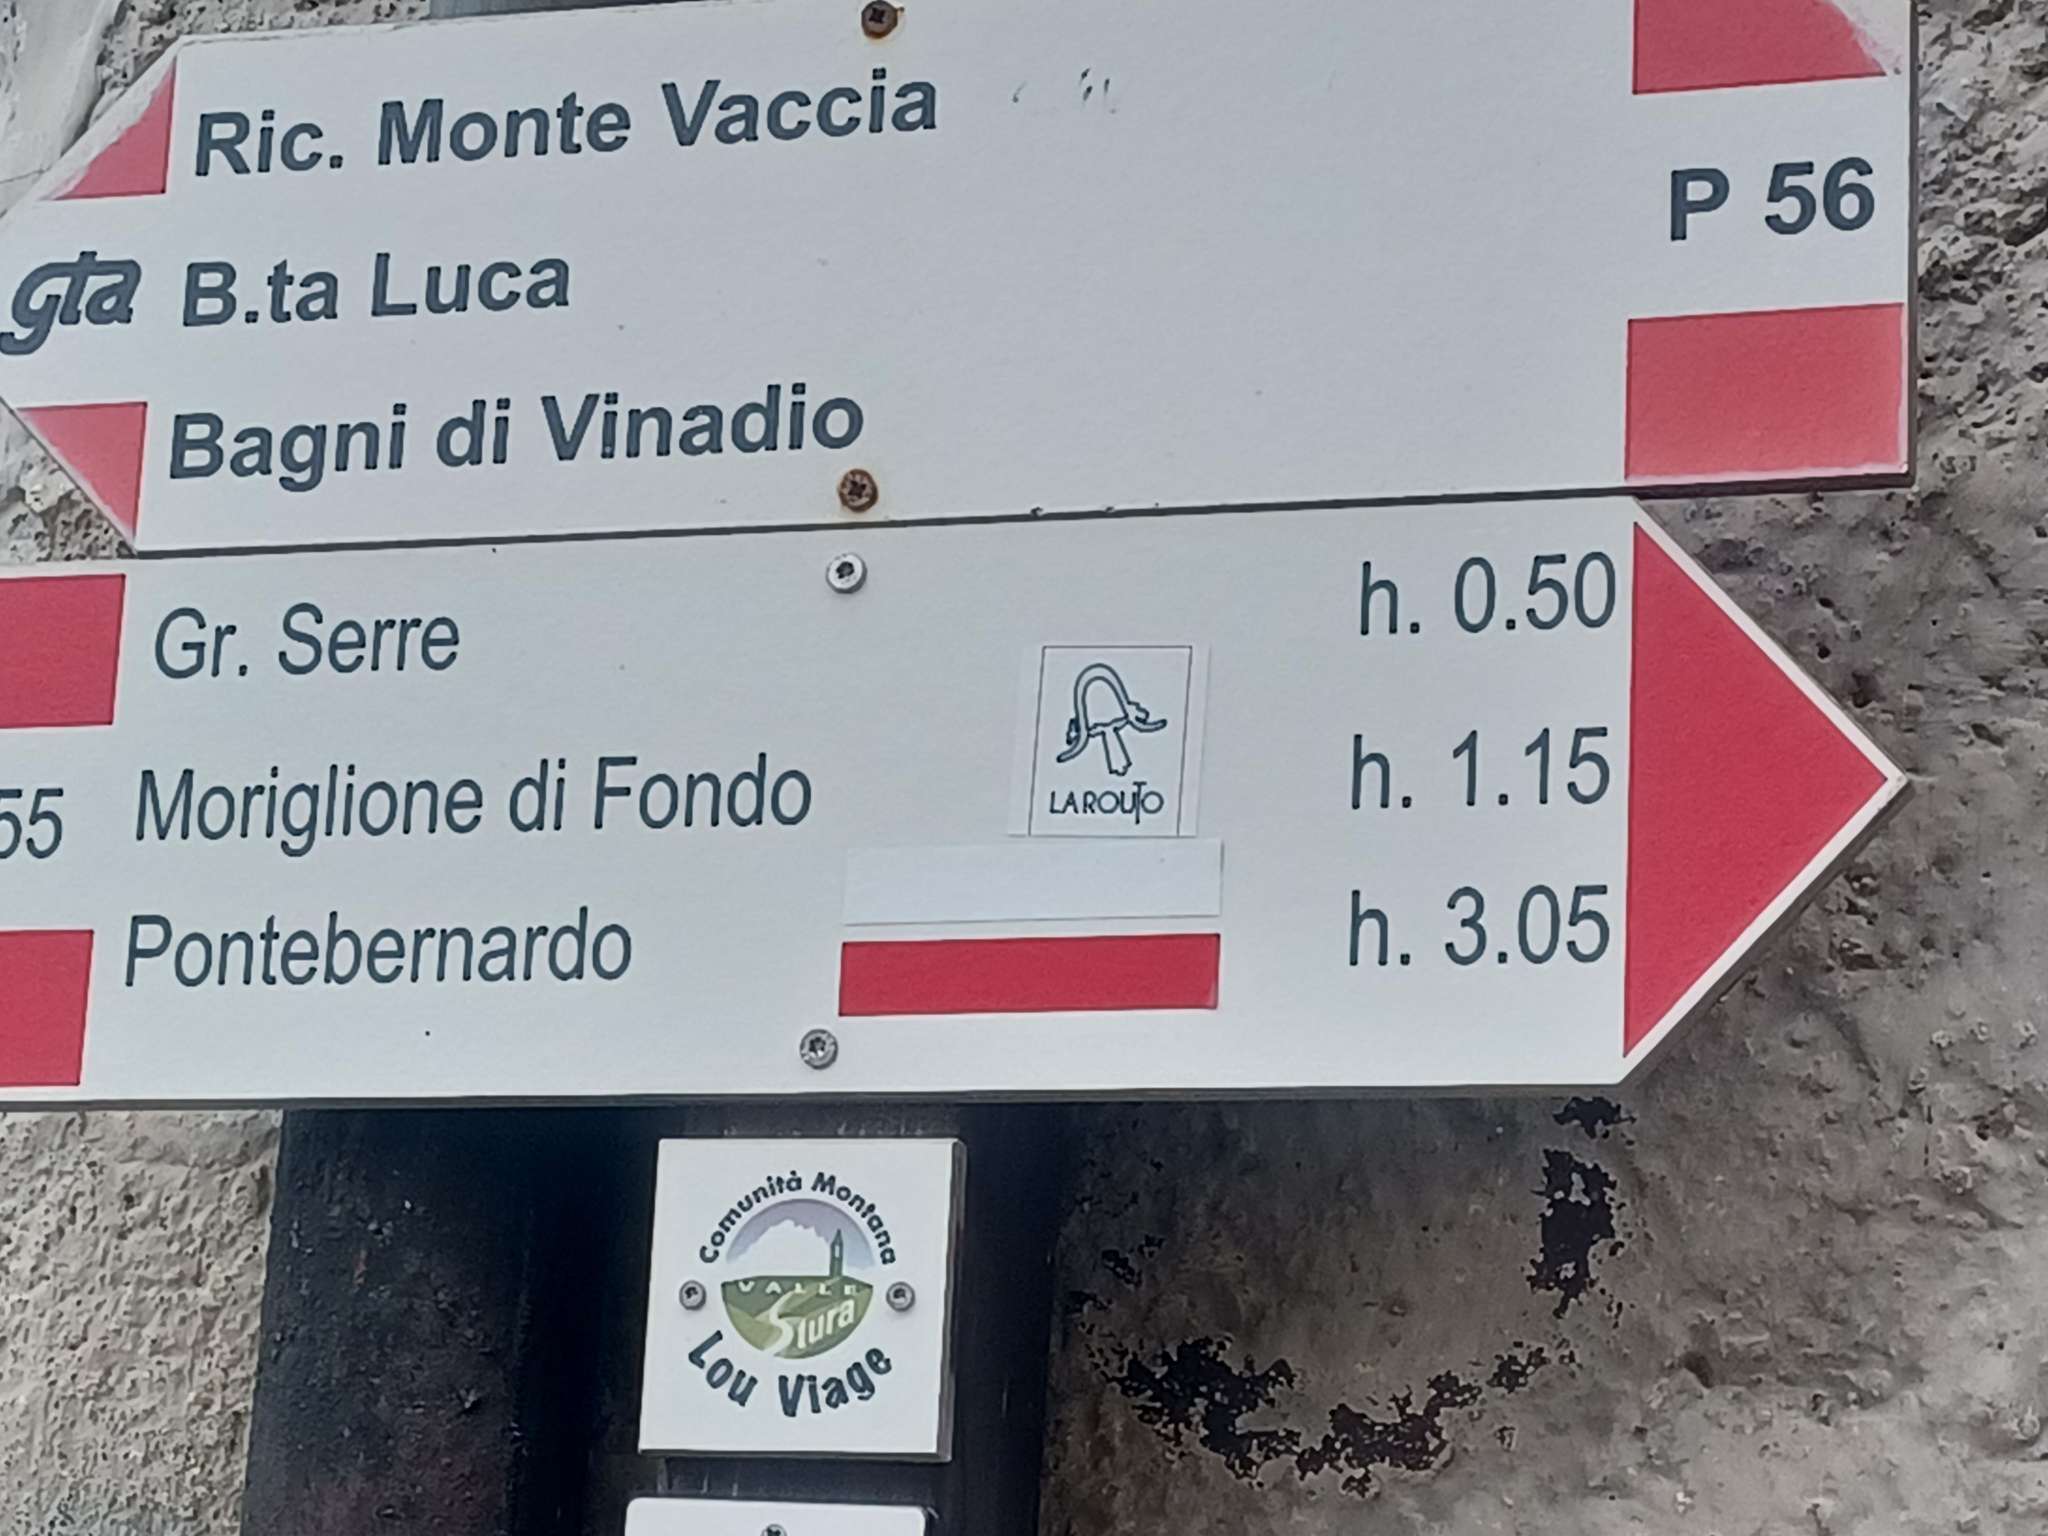 Ric. Monte Vaccia
P 56
gta B.ta Luca
Bagni di Vinadio
Gr. Serre h. 0.50
55 Moriglione di Fondo h. 1.15
LAROUTO
Pontebernardo h. 3.05
Comunità Montana
VALLE
Stura
Lou Viage